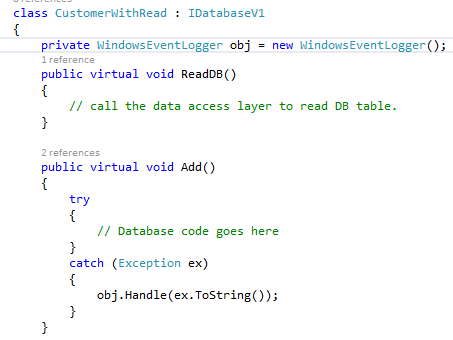 class CustomerWithRead : IDatabaseV1
{
private WindowsEventLogger obj = new WindowsEventLogger();
1 reference
public virtual void ReadDB()
{
// call the data access layer to read DB table.
}
2 references
public virtual void Add()
{
try
{
// Database code goes here
}
catch (Exception ex)
{
obj.Handle(ex.ToString());
}
}